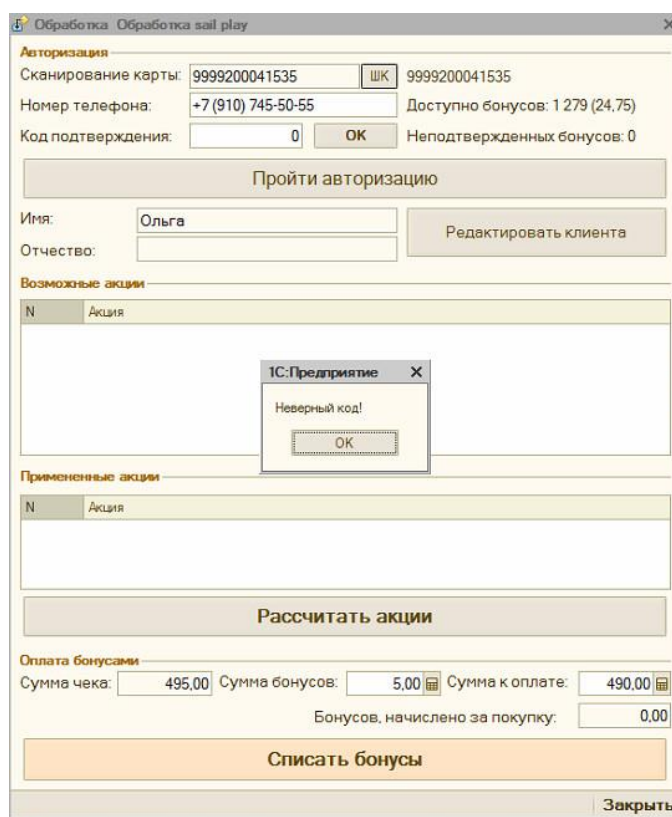 Обработка Обработка sail play
Авторизация
Сканирование карты: 9999200041535 ШК 9999200041535
Номер телефона: +7 (910) 745-50-55 Доступно бонусов: 1 279 (24,75)
Код подтверждения: 0 ОК Неподтвержденных бонусов: 0
Пройти авторизацию
Имя: Ольга
Редактировать клиента
Отчество:
Возможные акции
N Акция
1С:Предприятие
Неверный код!
ОК
Примененные акции
N Акция
Рассчитать акции
Оплата бонусами
Сумма чека: 495,00 Сумма бонусов: 5,00 Сумма к оплате: 490,00
Бонусов, начислено за покупку: 0,00
Списать бонусы
Закрыть